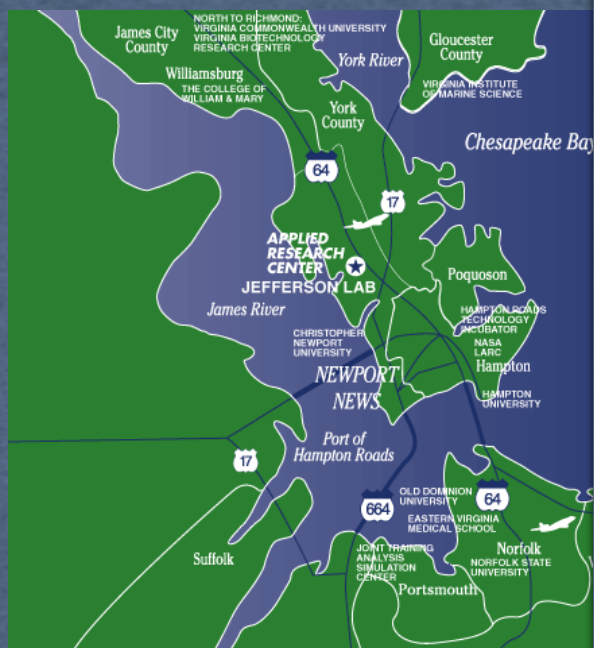 NORTH TO RICHMOND:
VIRGINIA COMMONWEALTH UNIVERSITY
VIRGINIA BIOTECHNOLOGY
RESEARCH CENTER
James City
County
Gloucester
County
York River
Williamsburg
THE COLLEGE OF
WILLIAM & MARY
VIRGINIA INSTITUTE
OF MARINE SCIENCE
York
County
Chesapeake Bay
64
17
APPLIED
RESEARCH
CENTER
JEFFERSON LAB
Poquoson
James River
HAMPTON ROADS
TECHNOLOGY
INCUBATOR
CHRISTOPHER
NEWPORT
UNIVERSITY
NASA
LARC
Hampton
NEWPORT
NEWS
HAMPTON
UNIVERSITY
Port of
Hampton Roads
17
OLD DOMINION
UNIVERSITY
64
664
EASTERN VIRGINIA
MEDICAL SCHOOL
JOINT TRAINING
ANALYSIS
SIMULATION
CENTER
Suffolk
Norfolk
NORFOLK STATE
UNIVERSITY
Portsmouth